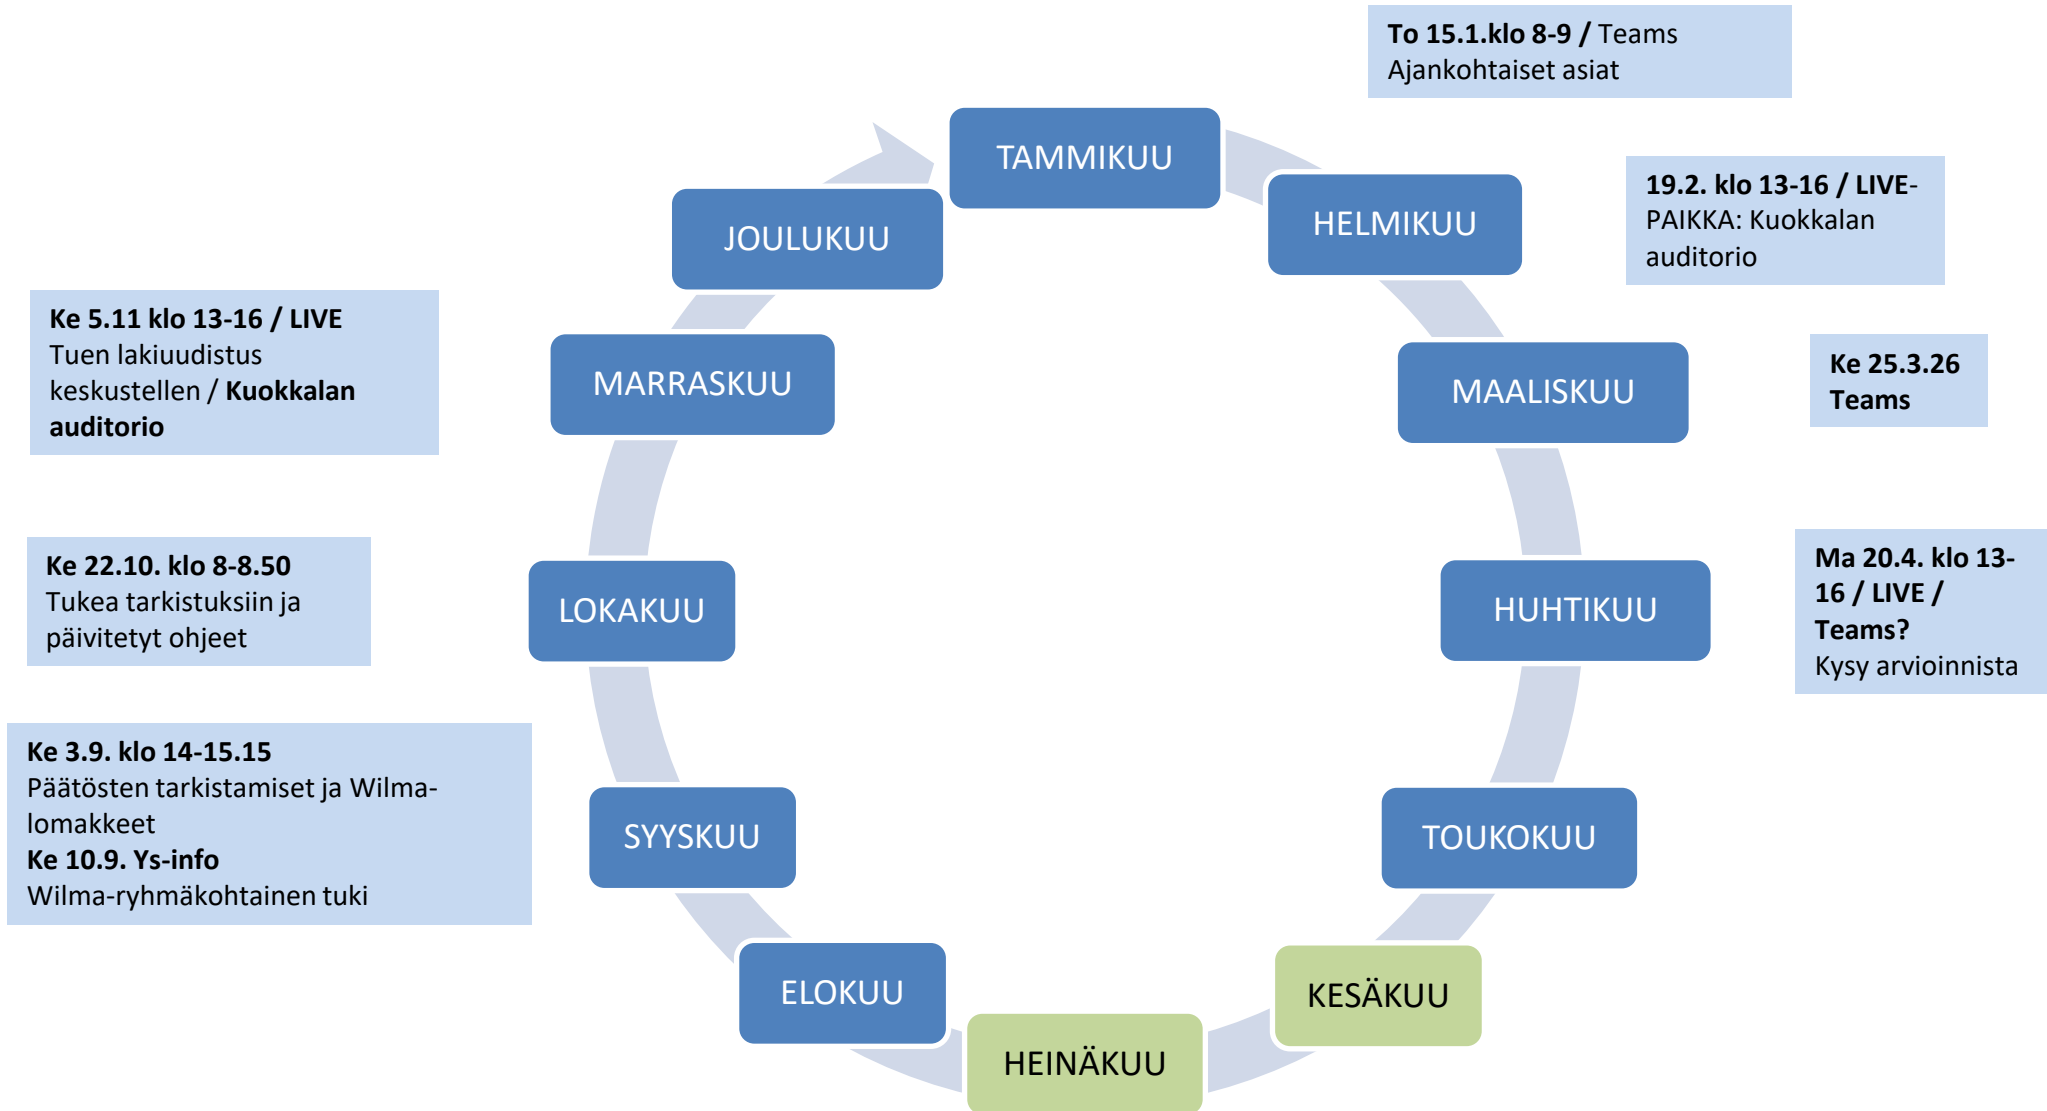 To 15.1.klo 8-9 / Teams
Ajankohtaiset asiat
TAMMIKUU
HELMIKUU
19.2. klo 13-16 / LIVE-
PAIKKA: Kuokkalan
auditorio
MAALISKUU
Ke 25.3.26
Teams
HUHTIKUU
Ma 20.4. klo 13-
16 / LIVE /
Teams?
Kysy arvioinnista
TOUKOKUU
KESÄKUU
HEINÄKUU
ELOKUU
SYYSKUU
Ke 3.9. klo 14-15.15
Päätösten tarkistamiset ja Wilma-
lomakkeet
Ke 10.9. Ys-info
Wilma-ryhmäkohtainen tuki
LOKAKUU
Ke 22.10. klo 8-8.50
Tukea tarkistuksiin ja
päivitetyt ohjeet
MARRASKUU
Ke 5.11 klo 13-16 / LIVE
Tuen lakiuudistus
keskustellen / Kuokkalan
auditorio
JOULUKUU